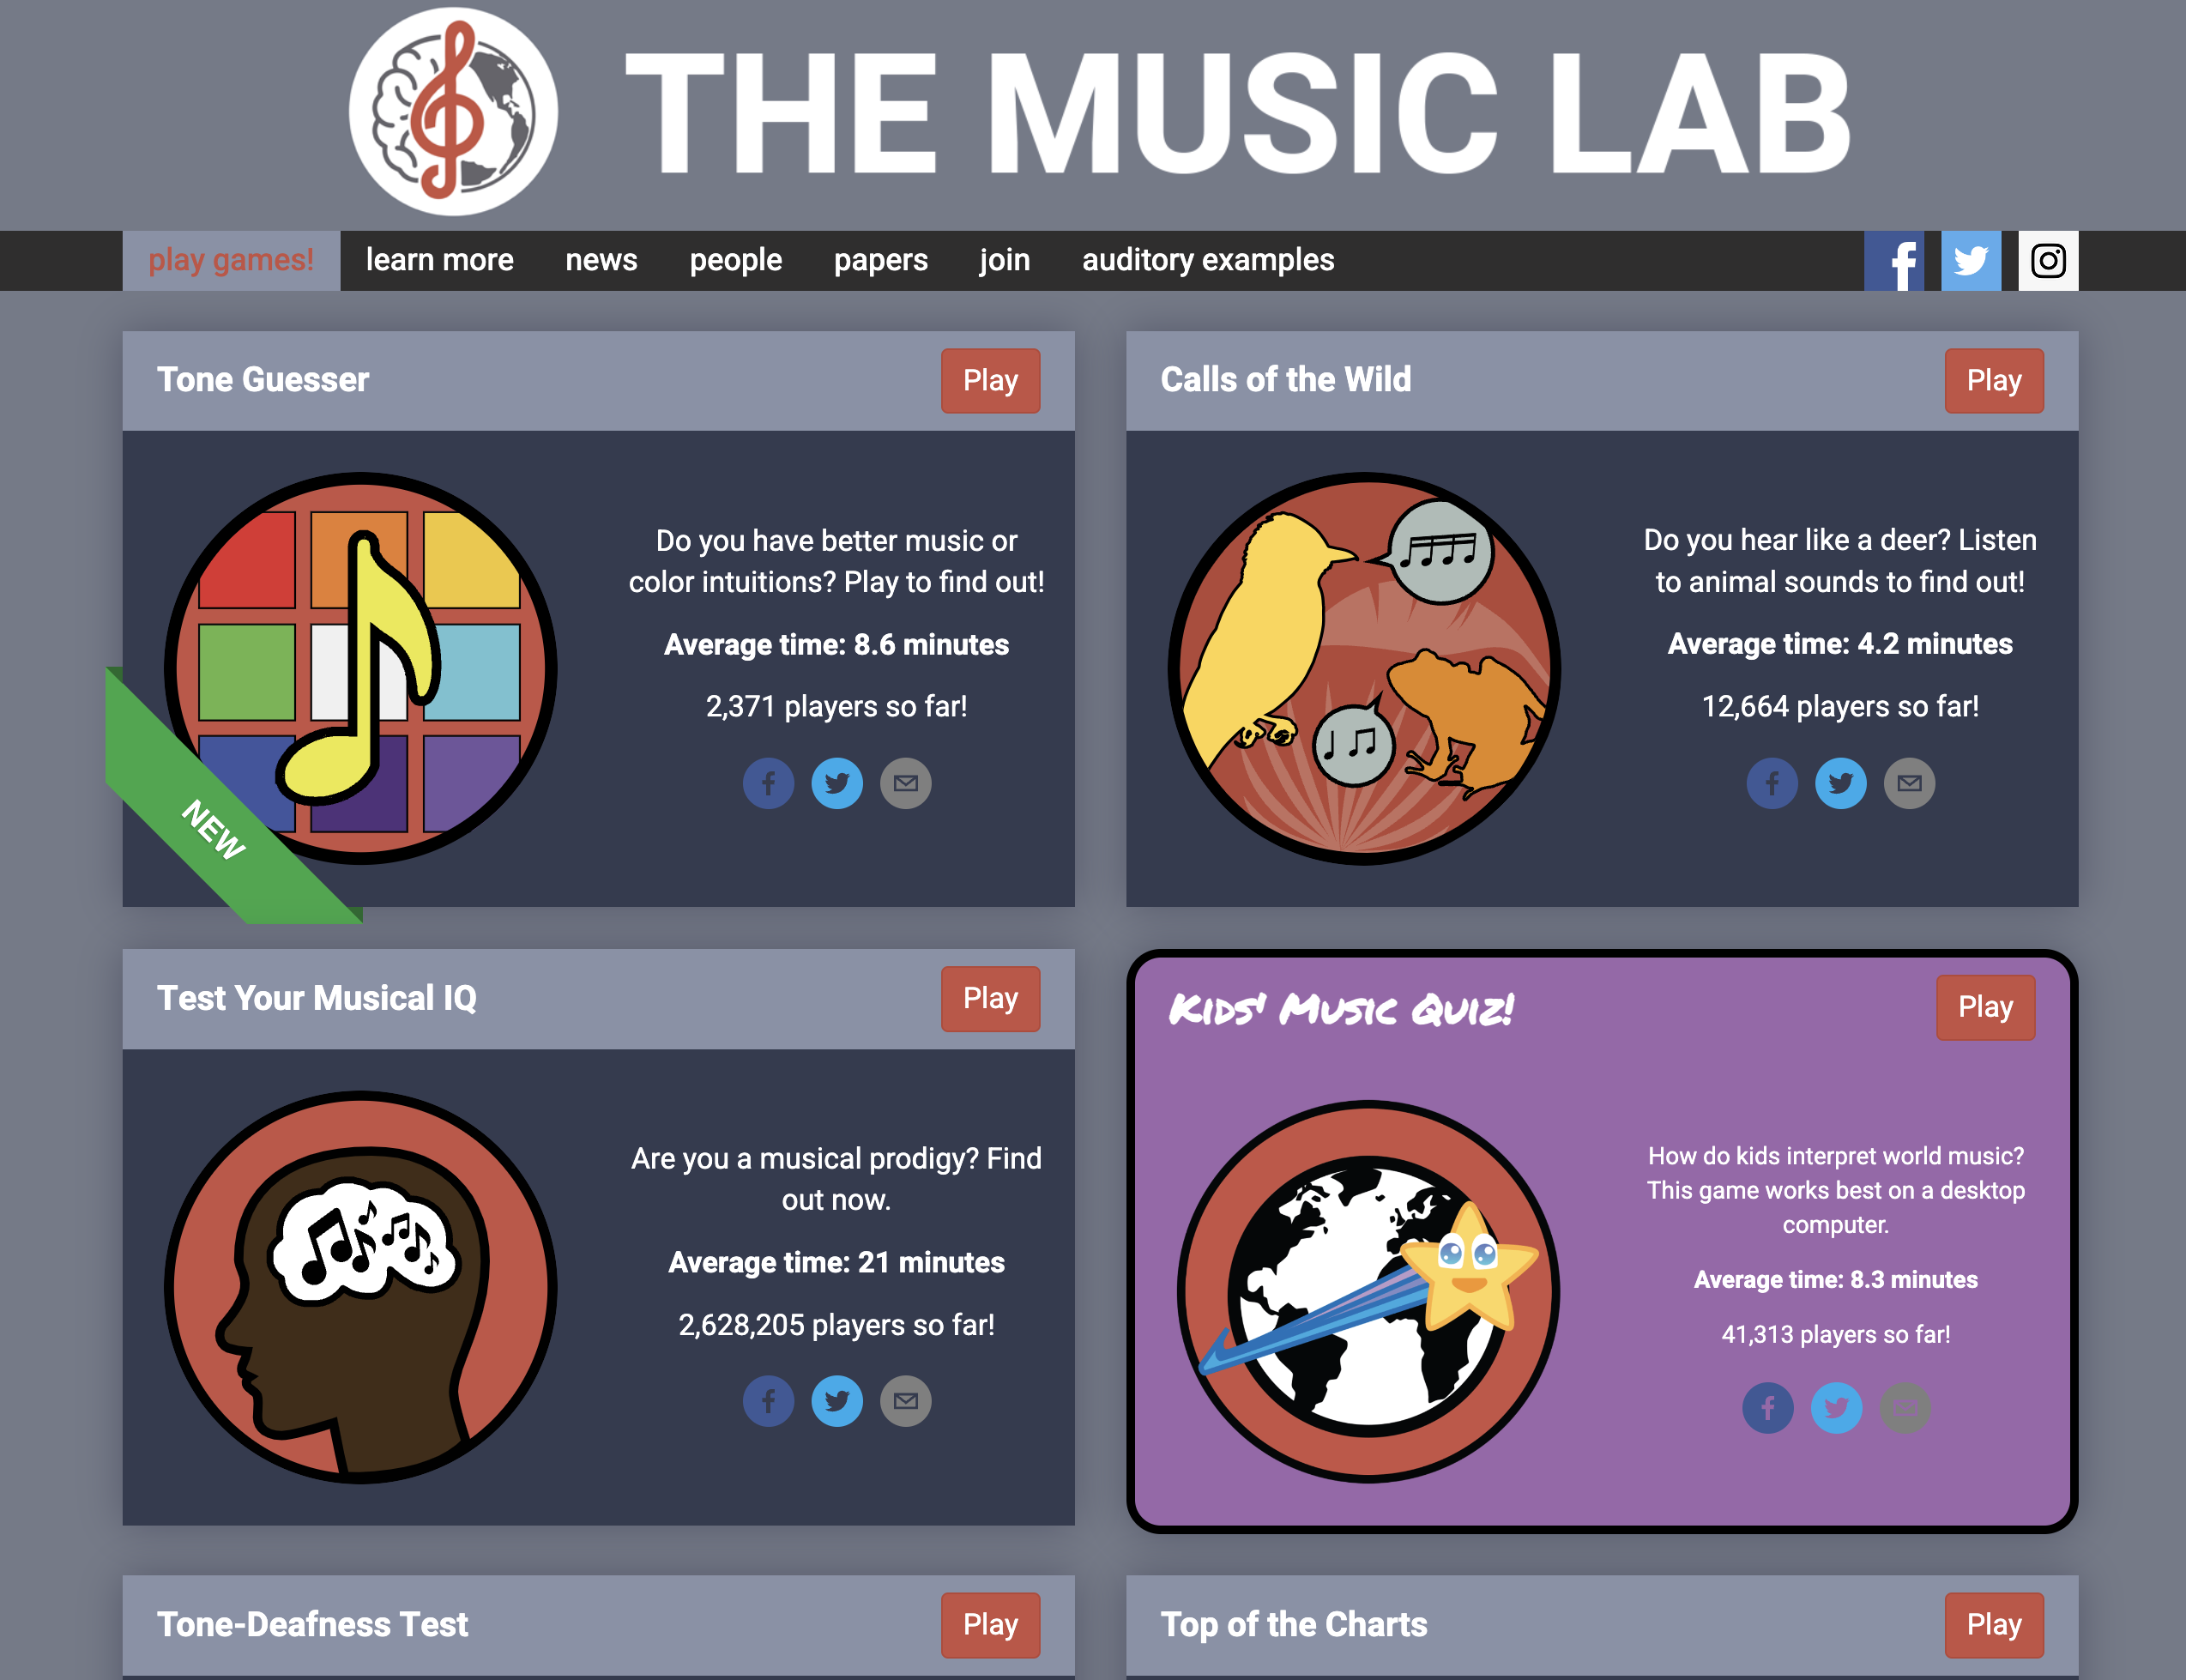 THE MUSIC LAB
play games! learn more news people papers join auditory examples
Tone Guesser
Play
Do you have better music or
color intuitions? Play to find out!
Average time: 8.6 minutes
2,371 players so far!
NEW
Calls of the Wild
Play
Do you hear like a deer? Listen
to animal sounds to find out!
Average time: 4.2 minutes
12,664 players so far!
Test Your Musical IQ
Play
Are you a musical prodigy? Find
out now.
Average time: 21 minutes
2,628,205 players so far!
Kids' Music Quiz!
Play
How do kids interpret world music?
This game works best on a desktop
computer.
Average time: 8.3 minutes
41,313 players so far!
Tone-Deafness Test
Play
Top of the Charts
Play